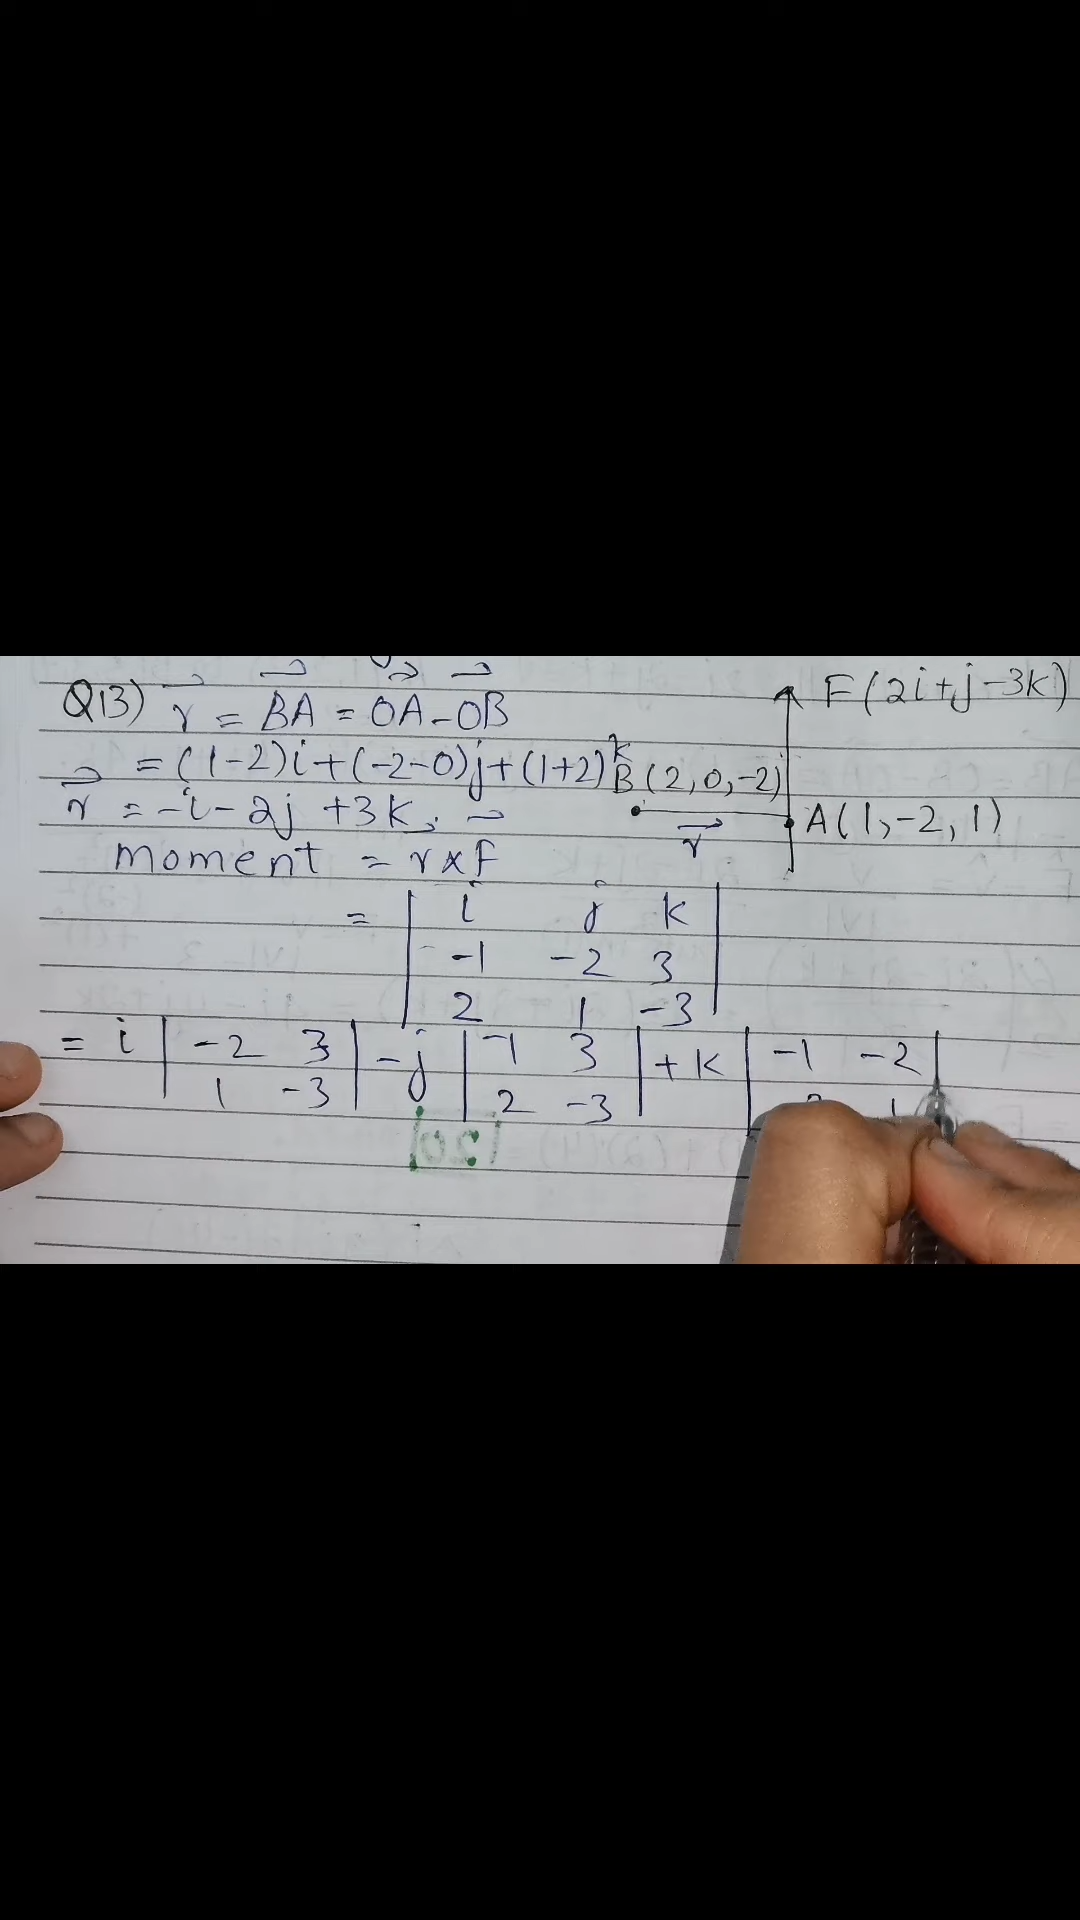 Q13) r = BA = OA - OB
= (1-2)i + (-2-0)j + (1+2)k
r = -i - 2j + 3k,
moment = r × F
F (2i + j - 3k)
B (2, 0, -2)
r
A (1, -2, 1)
= | i j k |
| -1 -2 3 |
| 2 1 -3 |
= i | -2 3 | - j | -1 3 | + k | -1 -2 |
| 1 -3 | | 2 -3 |